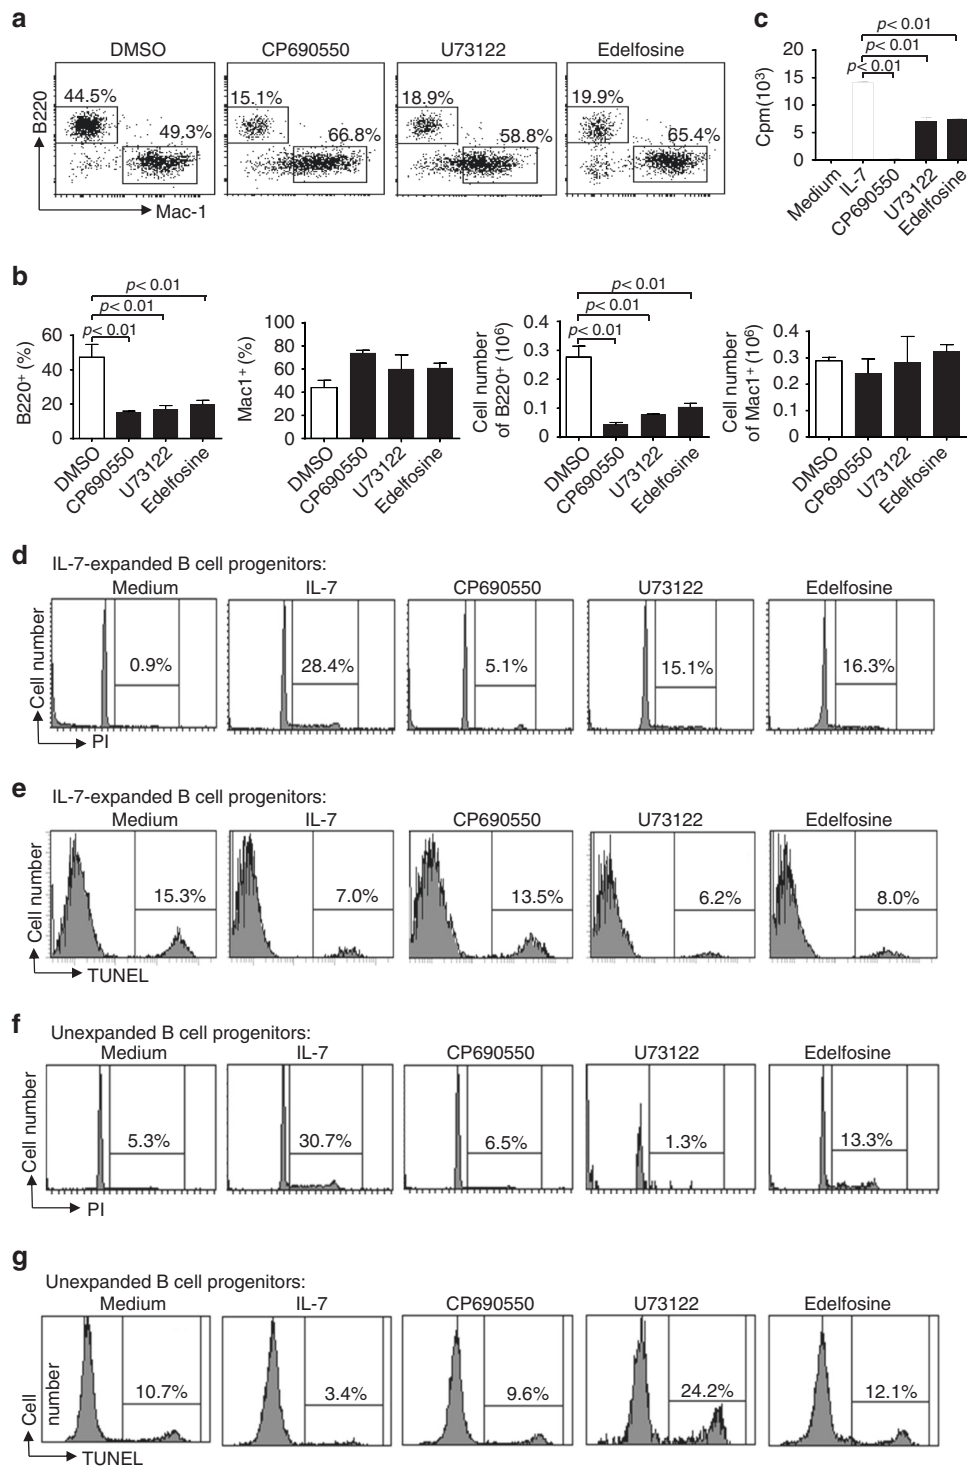 a
DMSO CP690550 U73122 Edelfosine
44.5% 49.3%
15.1% 66.8%
18.9% 58.8%
19.9% 65.4%
B220
Mac-1
c
p< 0.01
p< 0.01
p< 0.01
Cpm (10³)
20
15
10
5
0
Medium IL-7 CP690550 U73122 Edelfosine
b
p< 0.01
p< 0.01
p< 0.01
B220⁺ (%)
60
40
20
0
DMSO CP690550 U73122 Edelfosine
Mac1⁺ (%)
100
80
60
40
20
0
DMSO CP690550 U73122 Edelfosine
p< 0.01
p< 0.01
p< 0.01
Cell number
of B220⁺ (10⁶)
0.4
0.3
0.2
0.1
0
DMSO CP690550 U73122 Edelfosine
Cell number
of Mac1⁺ (10⁶)
0.4
0.3
0.2
0.1
0
DMSO CP690550 U73122 Edelfosine
d
IL-7-expanded B cell progenitors:
Medium IL-7 CP690550 U73122 Edelfosine
0.9% 28.4% 5.1% 15.1% 16.3%
Cell number
PI
e
IL-7-expanded B cell progenitors:
Medium IL-7 CP690550 U73122 Edelfosine
15.3% 7.0% 13.5% 6.2% 8.0%
Cell number
TUNEL
f
Unexpanded B cell progenitors:
Medium IL-7 CP690550 U73122 Edelfosine
5.3% 30.7% 6.5% 1.3% 13.3%
Cell number
PI
g
Unexpanded B cell progenitors:
Medium IL-7 CP690550 U73122 Edelfosine
10.7% 3.4% 9.6% 24.2% 12.1%
Cell
number
TUNEL